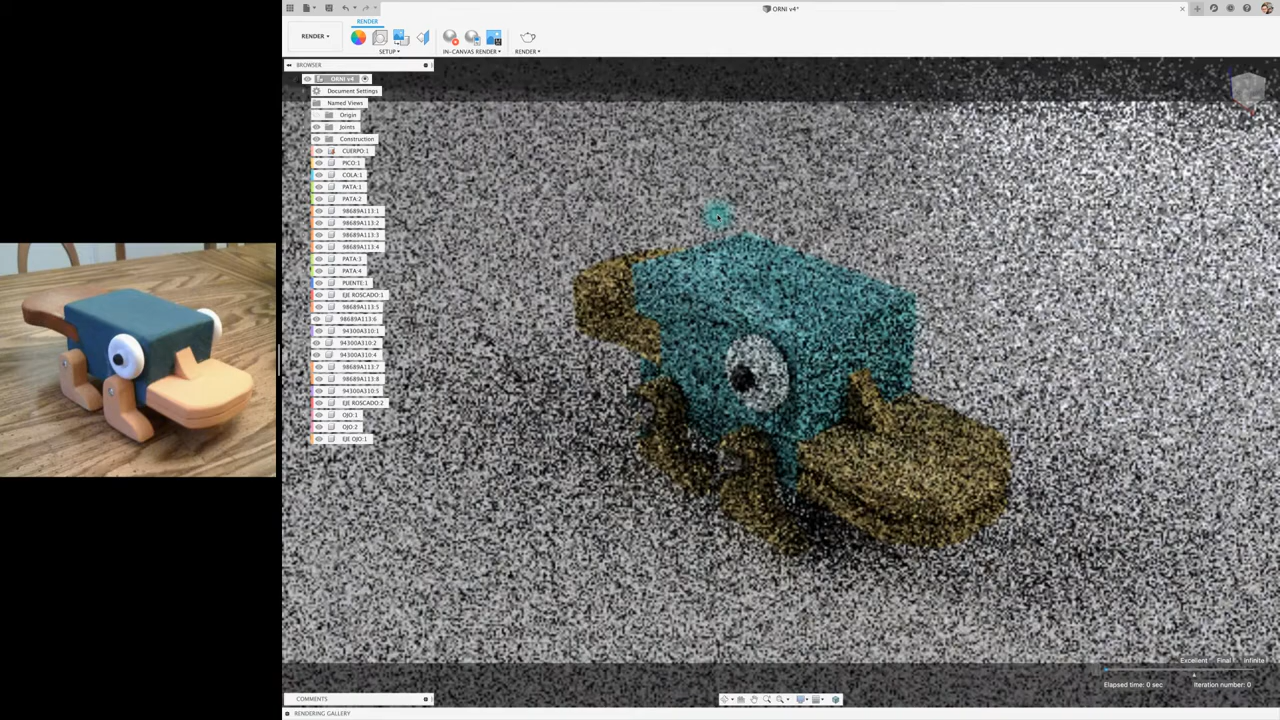 ORNI v4*
RENDER
RENDER
SETUP
IN-CANVAS RENDER
RENDER
BROWSER
ORNI v4
Document Settings
Named Views
Origin
Joints
Construction
CUERPO:1
PICO:1
COLA:1
PATA:1
PATA:2
98689A113:1
98689A113:2
98689A113:3
98689A113:4
PATA:3
PATA:4
PUENTE:1
EJE ROSCADO:1
98689A113:5
98689A113:6
94300A310:1
94300A310:2
94300A310:4
98689A113:7
98689A113:8
94300A310:5
EJE ROSCADO:2
OJO:1
OJO:2
EJE OJO:1
Excellent Final Infinite
Elapsed time: 0 sec Iteration number: 0
COMMENTS
RENDERING GALLERY